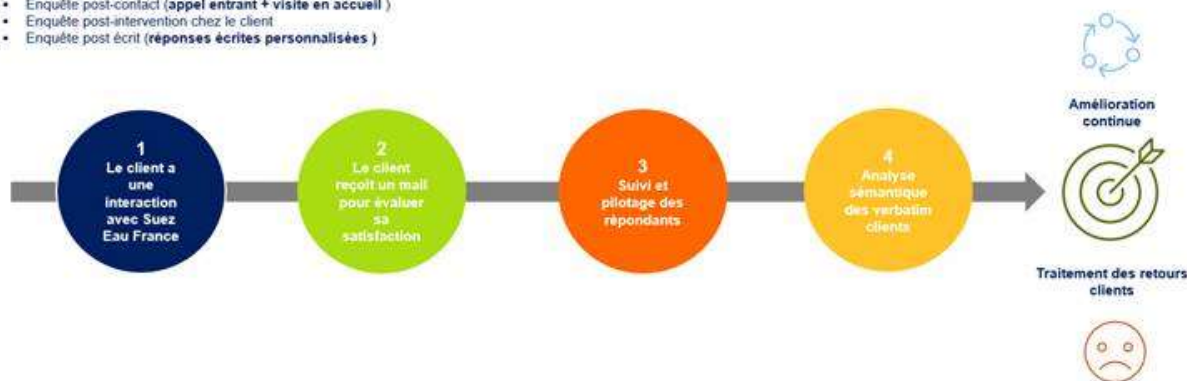 • Enquête post-contact (appel entrant + visite en accueil )
• Enquête post-intervention chez le client
• Enquête post écrit (réponses écrites personnalisées )
1
Le client a
une
interaction
avec Suez
Eau France
2
Le client
reçoit un mail
pour évaluer
sa
satisfaction
3
Suivi et
pilotage des
répondants
4
Analyse
sémantique
des verbatim
clients
Amélioration
continue
Traitement des retours
clients